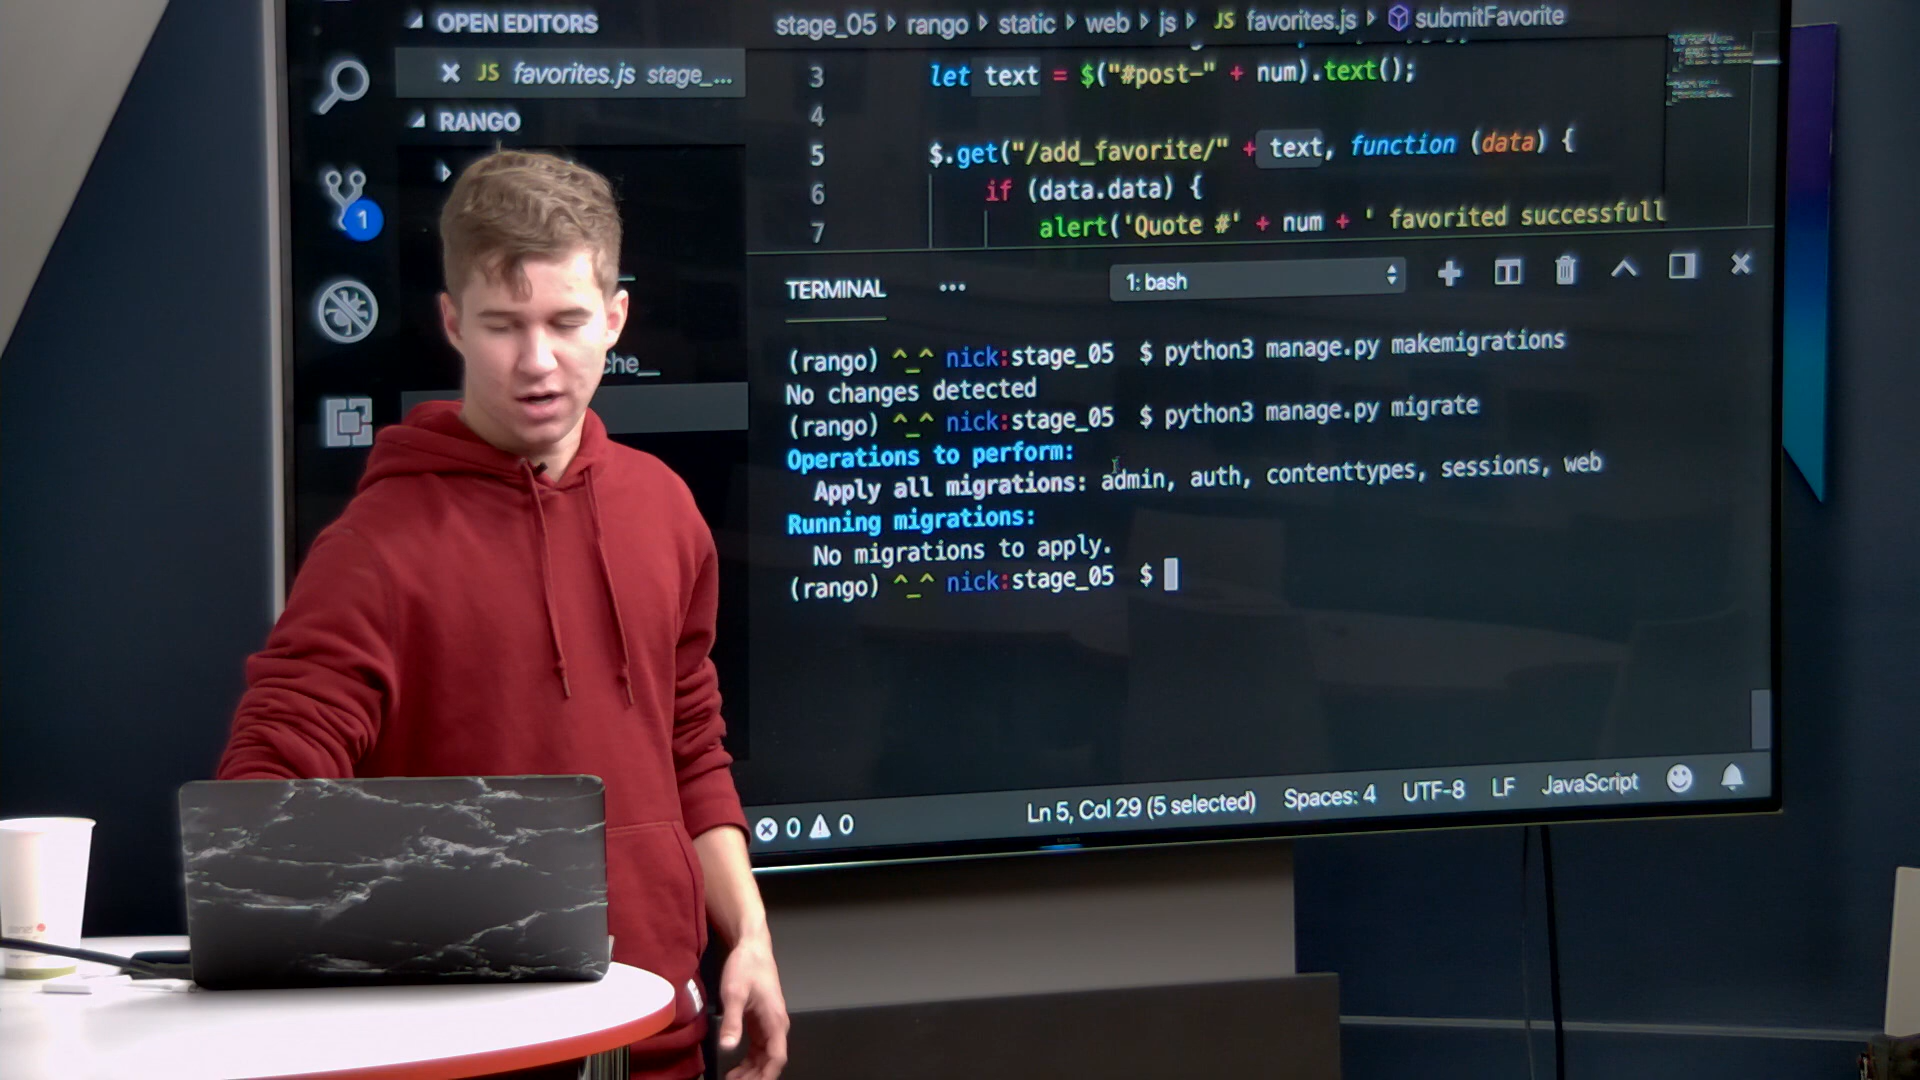 OPEN EDITORS
JS favorites.js stage_...
RANGO
che__
1
stage_05 rango static web js JS favorites.js submitFavorite
3 let text = $("#post-" + num).text();
4
5 $.get("/add_favorite/" + text, function (data) {
6 if (data.data) {
7 alert('Quote #' + num + ' favorited successfull
TERMINAL ... 1: bash
(rango) ^_^ nick:stage_05 $ python3 manage.py makemigrations
No changes detected
(rango) ^_^ nick:stage_05 $ python3 manage.py migrate
Operations to perform:
Apply all migrations: admin, auth, contenttypes, sessions, web
Running migrations:
No migrations to apply.
(rango) ^_^ nick:stage_05 $
0 0 Ln 5, Col 29 (5 selected) Spaces: 4 UTF-8 LF JavaScript